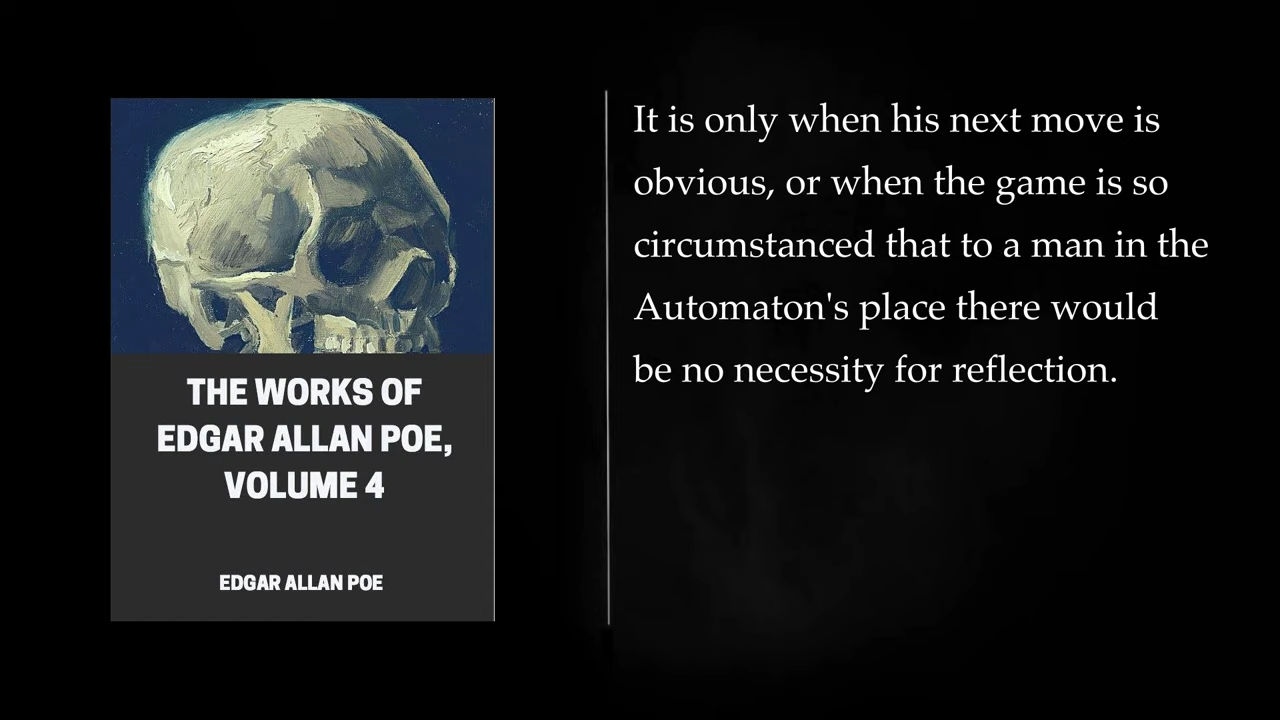 THE WORKS OF
EDGAR ALLAN POE,
VOLUME 4
EDGAR ALLAN POE
It is only when his next move is
obvious, or when the game is so
circumstanced that to a man in the
Automaton's place there would
be no necessity for reflection.